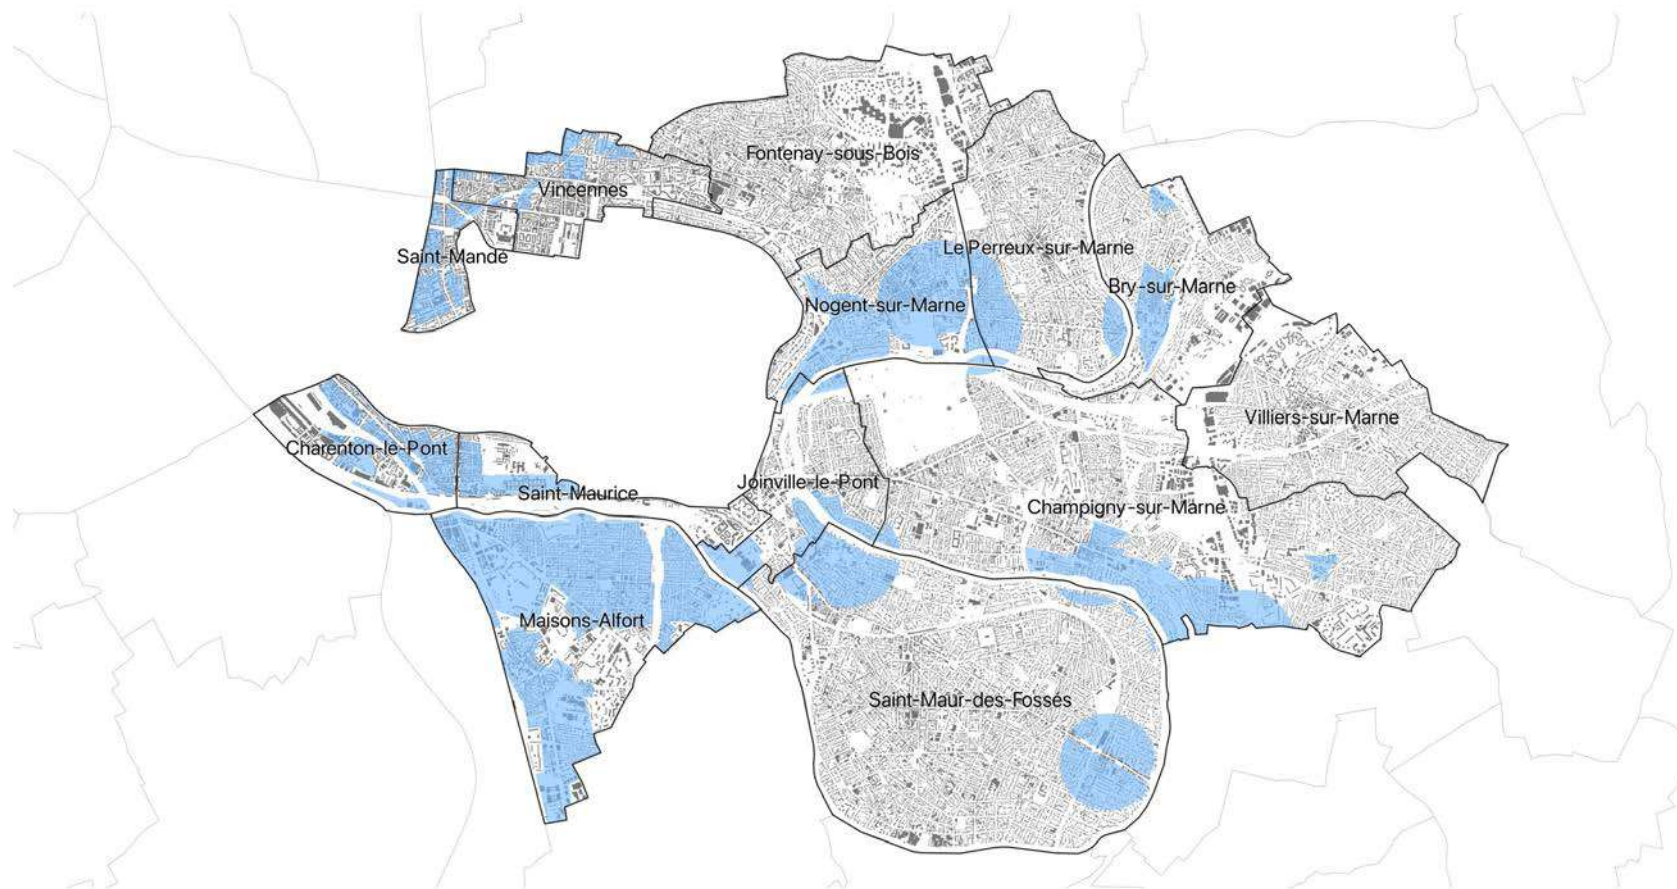 Fontenay-sous-Bois
Vincennes
Le Perreux-sur-Marne
Saint-Mandé
Bry-sur-Marne
Nogent-sur-Marne
Villiers-sur-Marne
Charenton-le-Pont
Joinville-le-Pont
Saint-Maurice
Champigny-sur-Marne
Maisons-Alfort
Saint-Maur-des-Fossés